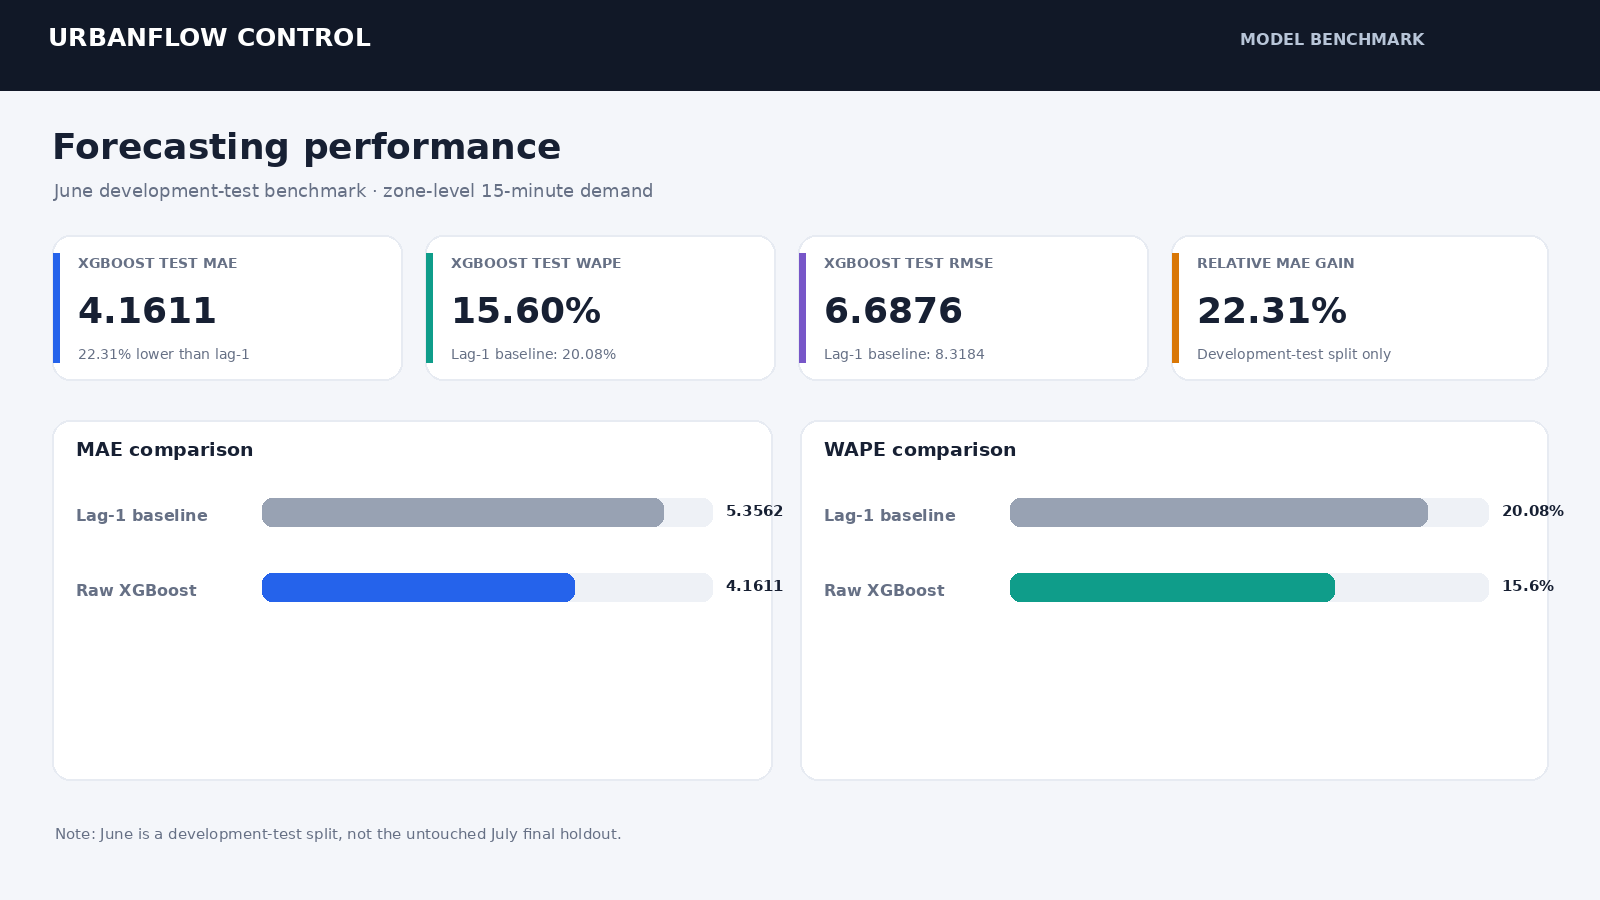 URBANFLOW CONTROL
MODEL BENCHMARK
Forecasting performance
June development-test benchmark · zone-level 15-minute demand
XGBOOST TEST MAE
4.1611
22.31% lower than lag-1
XGBOOST TEST WAPE
15.60%
Lag-1 baseline: 20.08%
XGBOOST TEST RMSE
6.6876
Lag-1 baseline: 8.3184
RELATIVE MAE GAIN
22.31%
Development-test split only
MAE comparison
Lag-1 baseline 5.3562
Raw XGBoost 4.1611
WAPE comparison
Lag-1 baseline 20.08%
Raw XGBoost 15.6%
Note: June is a development-test split, not the untouched July final holdout.